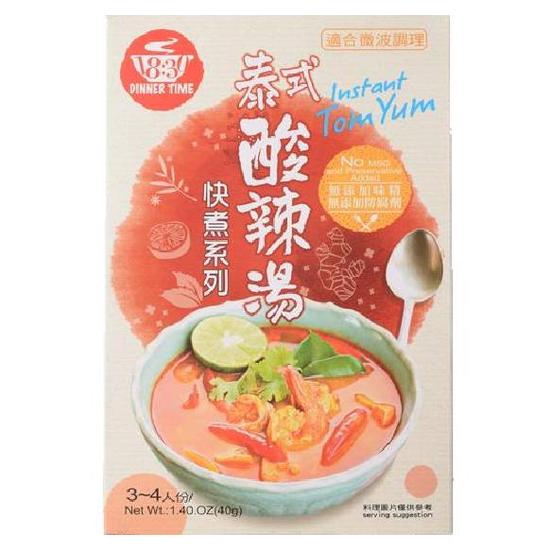 適合微波調理
18:30
DINNER TIME
泰式
酸辣湯
Instant
Tom Yum
快煮系列
No MSG
and Preservative
Added
無添加味精
無添加防腐劑
3~4人份/
Net Wt.:1.40 OZ(40g)
料理圖片僅供參考
serving suggestion